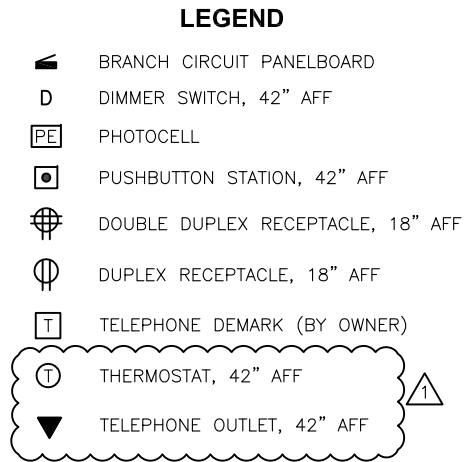 LEGEND
BRANCH CIRCUIT PANELBOARD
D DIMMER SWITCH, 42” AFF
PE PHOTOCELL
PUSHBUTTON STATION, 42” AFF
DOUBLE DUPLEX RECEPTACLE, 18” AFF
DUPLEX RECEPTACLE, 18” AFF
T TELEPHONE DEMARK (BY OWNER)
T THERMOSTAT, 42” AFF
1
TELEPHONE OUTLET, 42” AFF